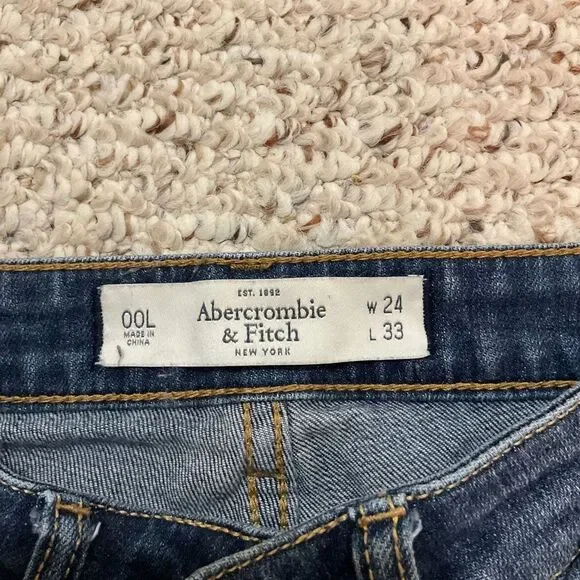 00L
MADE IN
CHINA
EST. 1892
Abercrombie
& Fitch
NEW YORK
W 24
L 33